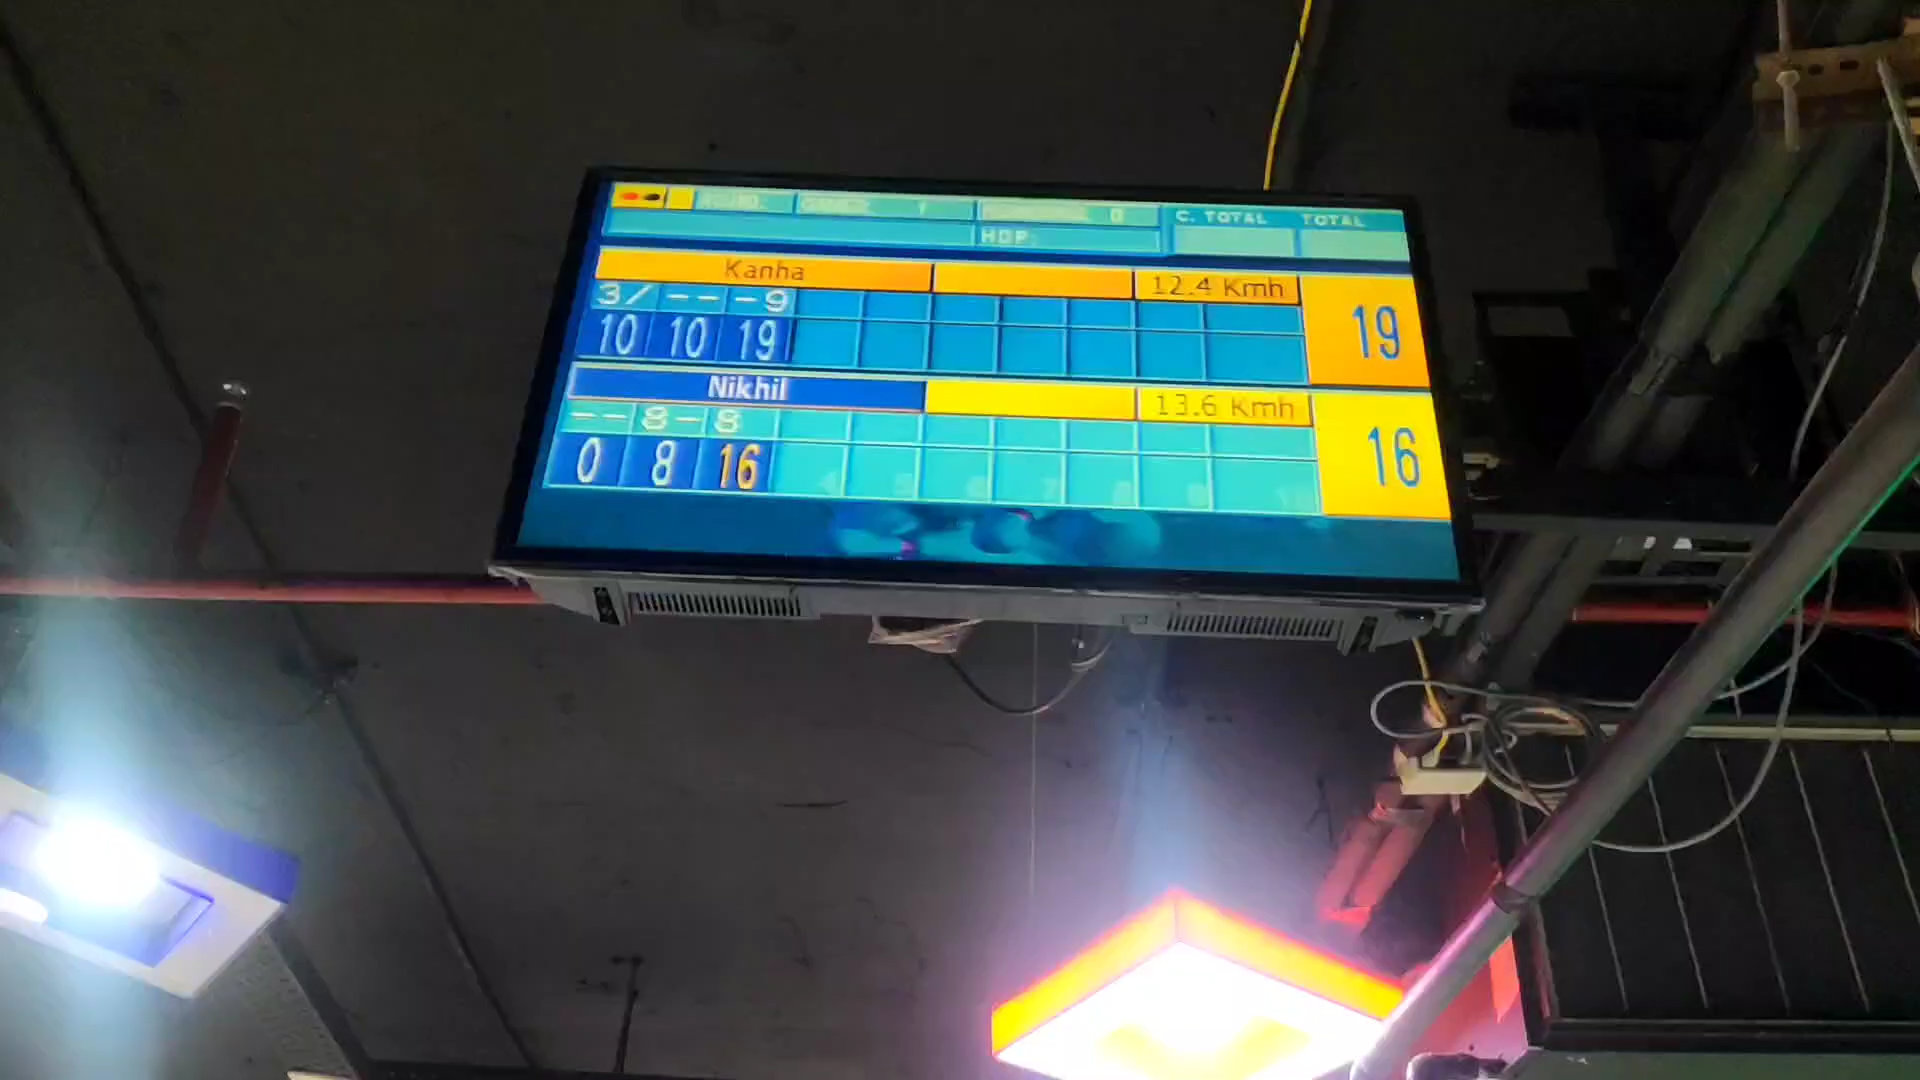 C. TOTAL TOTAL
HDP:
Kanha 12.4 Kmh
3/ -- -9
10 10 19 19
Nikhil 13.6 Kmh
-- 8- 8
0 8 16 16